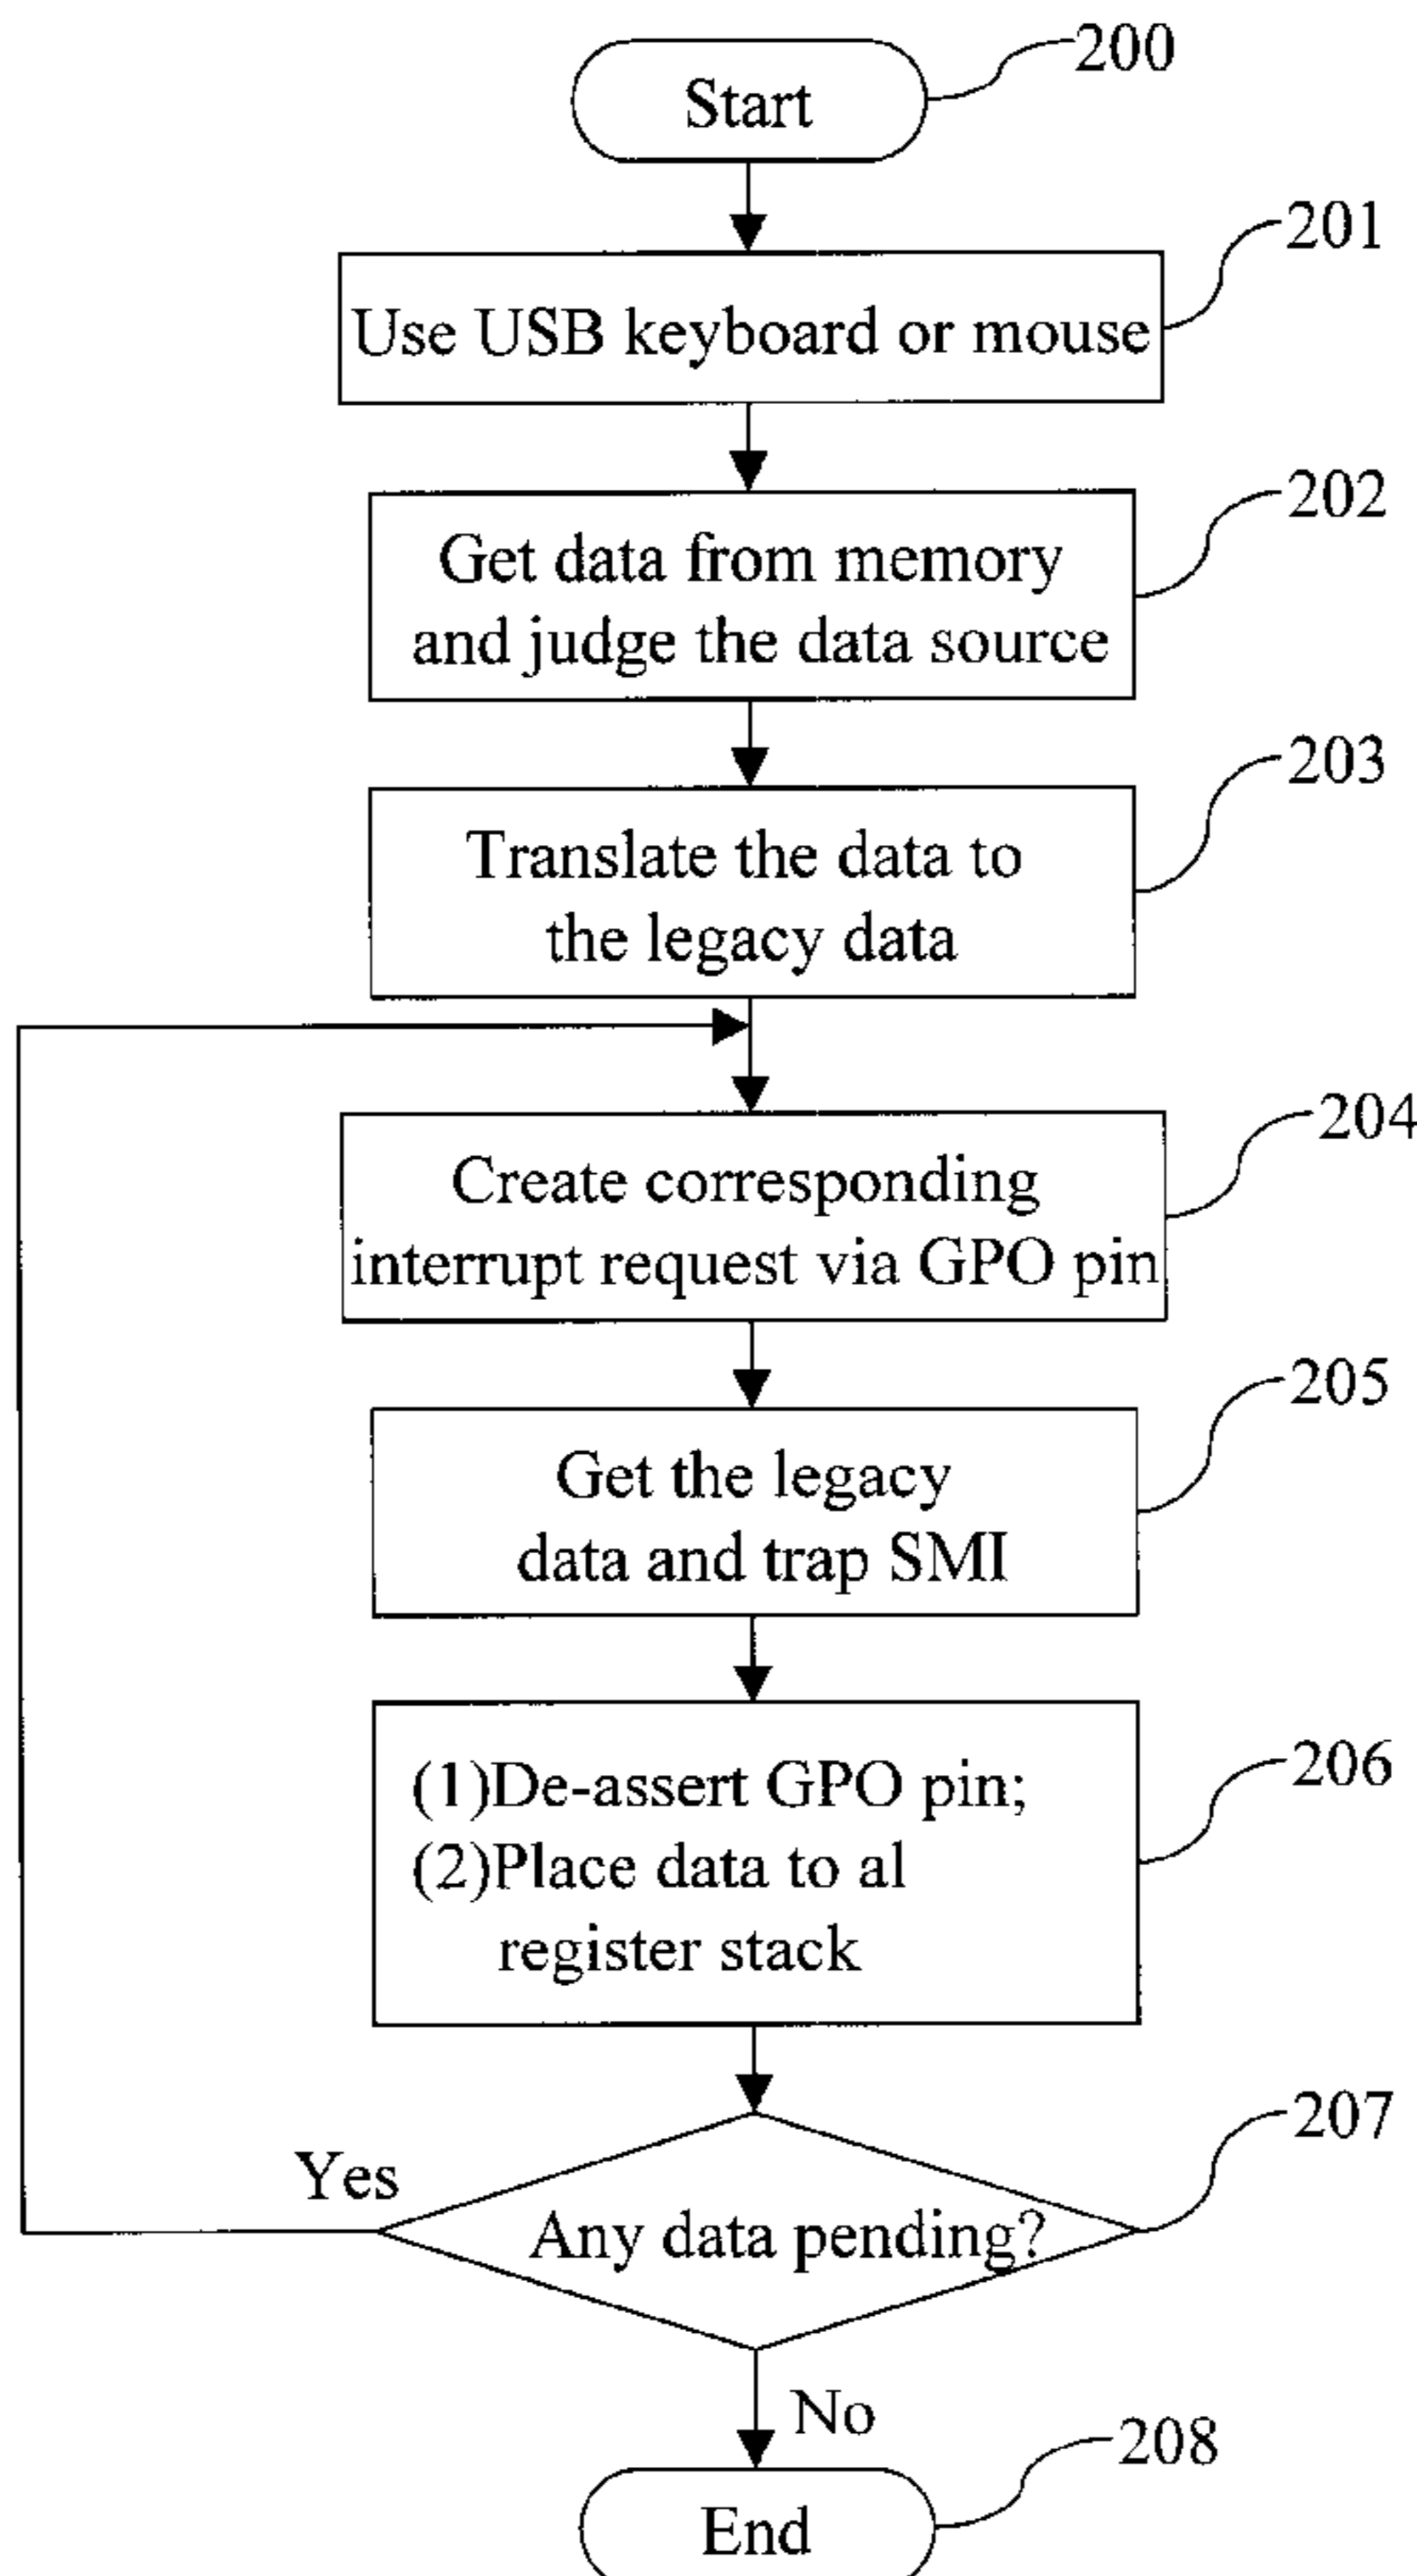 200
Start
201
Use USB keyboard or mouse
202
Get data from memory
and judge the data source
203
Translate the data to
the legacy data
204
Create corresponding
interrupt request via GPO pin
205
Get the legacy
data and trap SMI
206
(1)De-assert GPO pin;
(2)Place data to al
register stack
207
Yes
Any data pending?
No
208
End